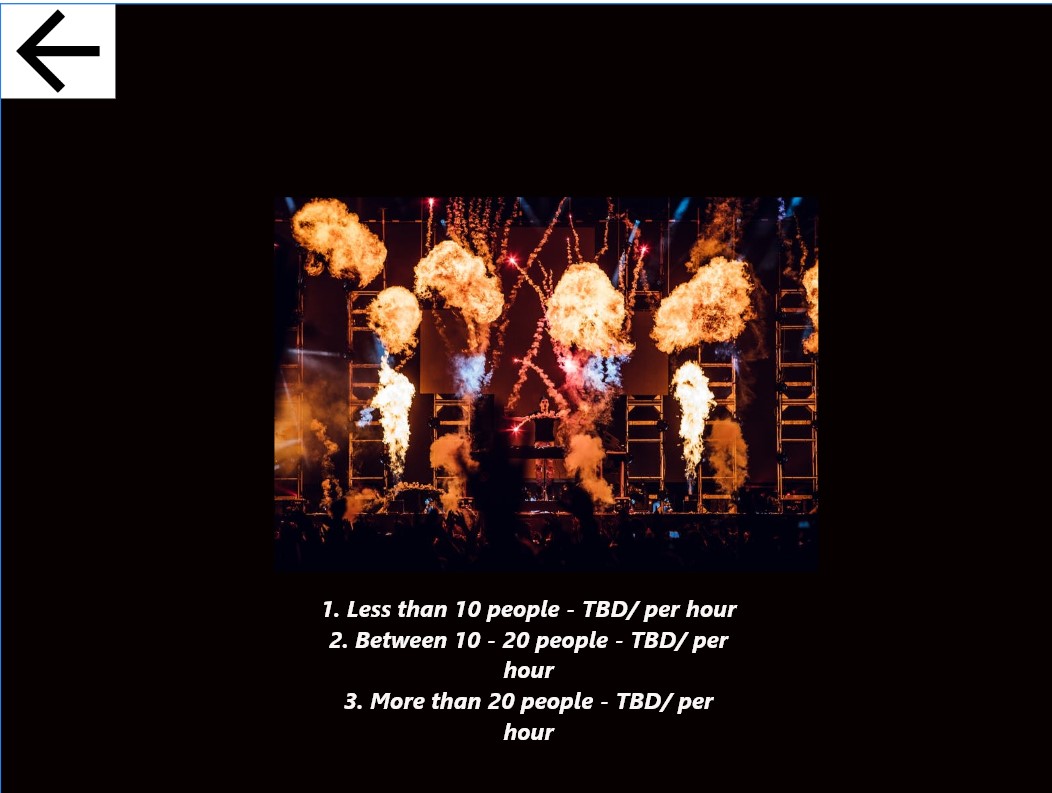 1. Less than 10 people - TBD/ per hour
2. Between 10 - 20 people - TBD/ per
hour
3. More than 20 people - TBD/ per
hour